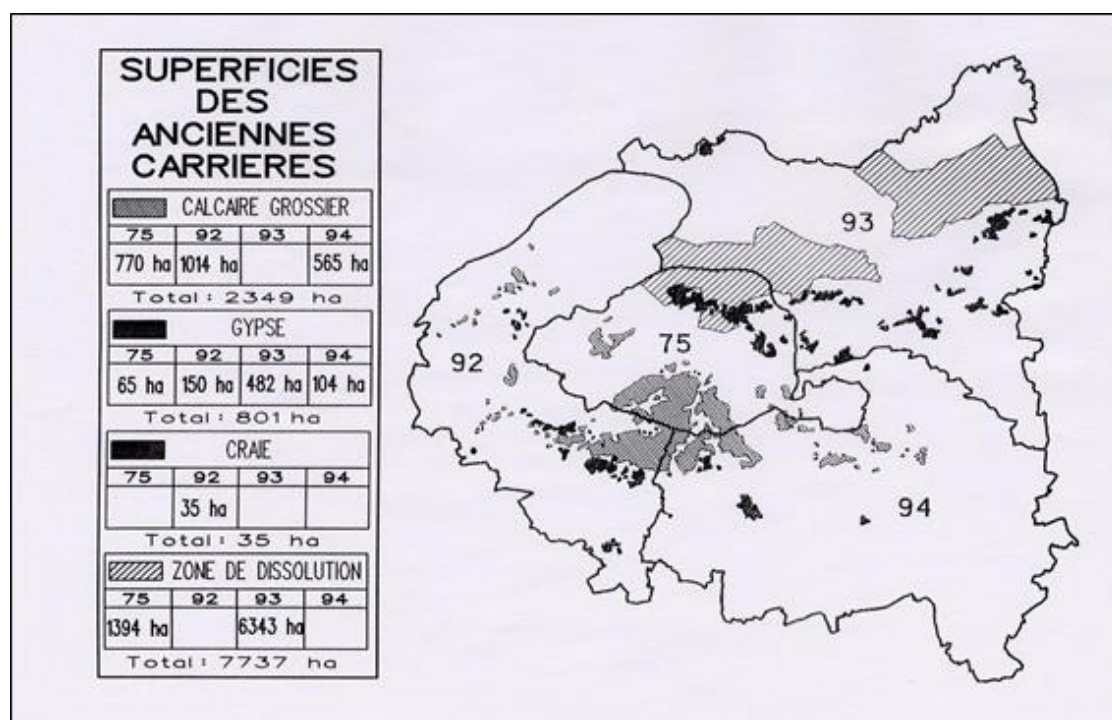 SUPERFICIES
DES
ANCIENNES
CARRIERES
CALCAIRE GROSSIER
75 92 93 94
770 ha 1014 ha 565 ha
Total: 2349 ha
GYPSE
75 92 93 94
65 ha 150 ha 482 ha 104 ha
Total: 801 ha
CRAIE
75 92 93 94
35 ha
Total: 35 ha
ZONE DE DISSOLUTION
75 92 93 94
1394 ha 6343 ha
Total: 7737 ha
93
75
92
94